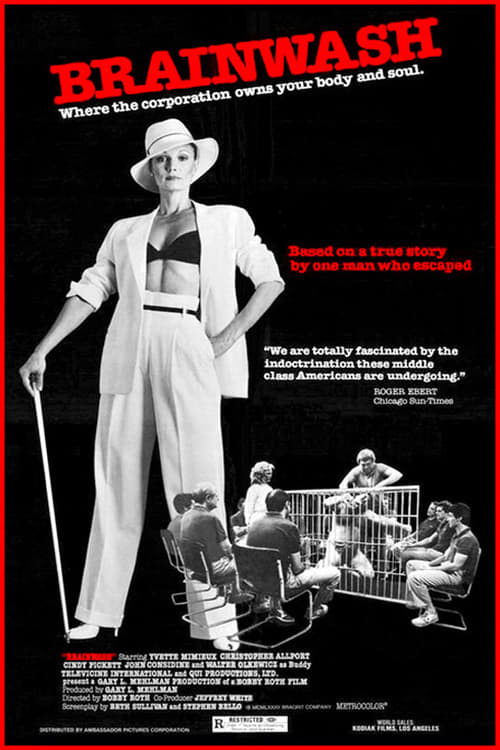 BRAINWASH
Where the corporation owns your body and soul.
Based on a true story
by one man who escaped
“We are totally fascinated by the
indoctrination these middle
class Americans are undergoing.”
ROGER EBERT
Chicago Sun-Times
"BRAINWASH" Starring YVETTE MIMIEUX CHRISTOPHER ALLPORT
CINDY PICKETT JOHN CONSIDINE and WALTER OLKEWICZ as Buddy
TELEVICINE INTERNATIONAL and QUI PRODUCTIONS, LTD.
present a GARY L. MEHLMAN PRODUCTION of a BOBBY ROTH FILM
Produced by GARY L. MEHLMAN
Directed by BOBBY ROTH Co-Producer JEFFREY WHITE
Screenplay by BETH SULLIVAN and STEPHEN BELLO © MCMLXXXV BRAGRIT COMPANY METROCOLOR®
DISTRIBUTED BY AMBASSADOR PICTURES CORPORATION
R RESTRICTED
WORLD SALES:
KODIAK FILMS, LOS ANGELES